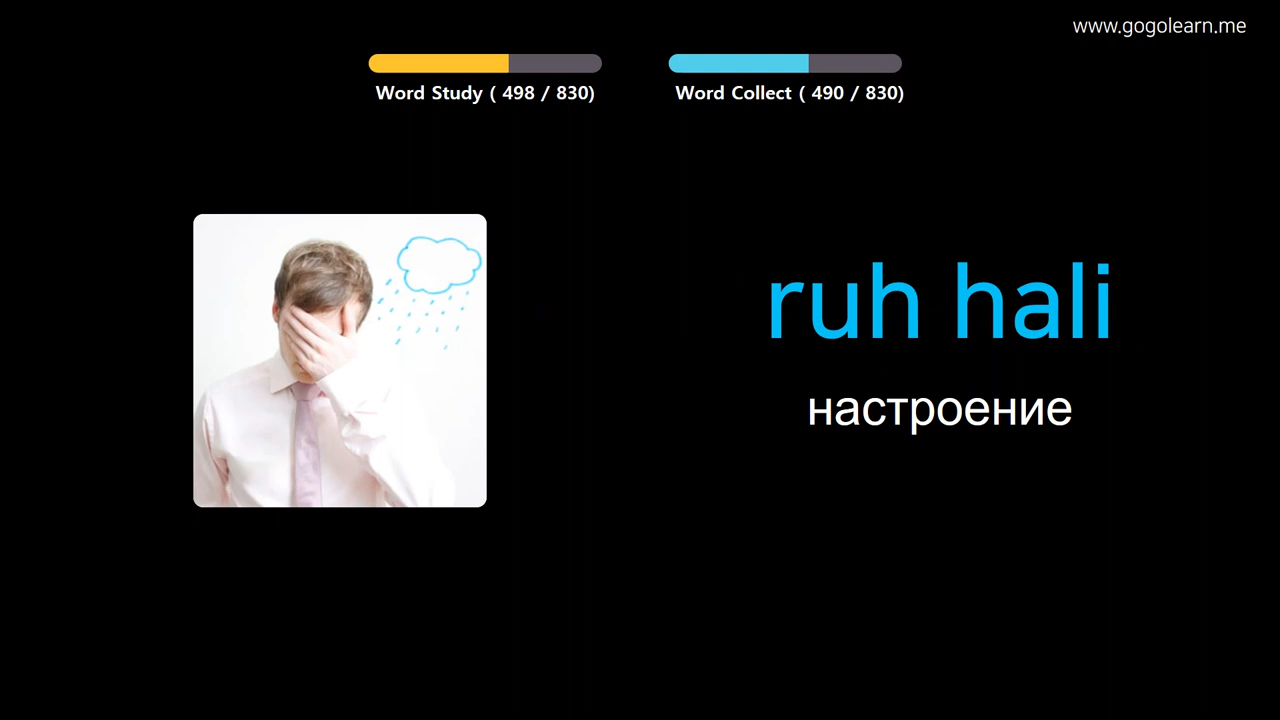 www.gogolearn.me
Word Study ( 498 / 830)
Word Collect ( 490 / 830)
ruh hali
настроение